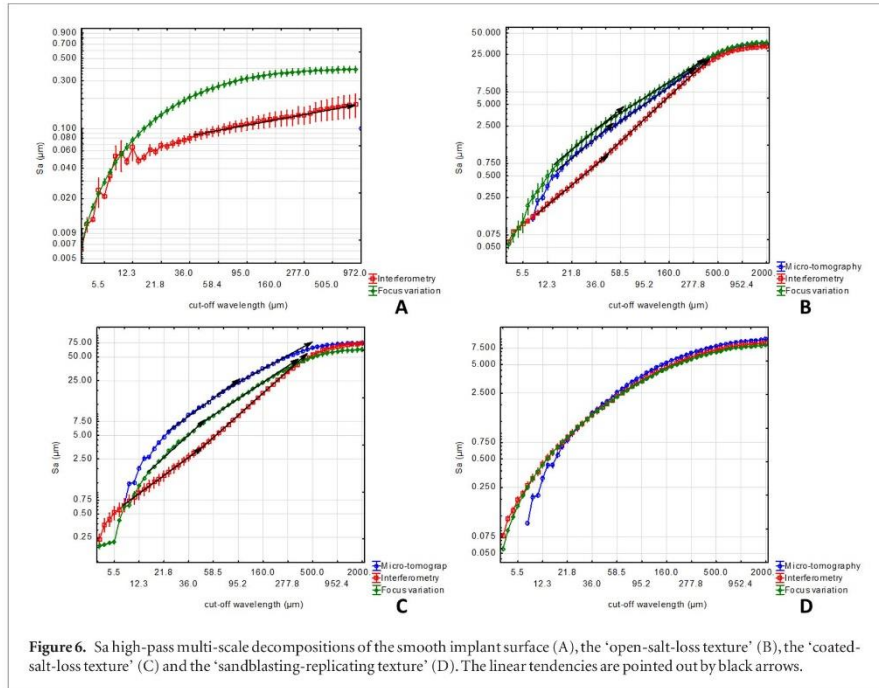 0.900
0.700
0.500
0.300
0.100
0.080
0.060
0.040
0.020
0.009
0.007
0.005
Sa (µm)
12.3 36.0 95.0 277.0 972.0
5.5 21.8 58.4 160.0 505.0
cut-off wavelength (µm)
Interferometry
Focus variation
A
50.000
25.000
7.500
5.000
2.500
0.750
0.500
0.250
0.075
0.050
Sa (µm)
5.5 21.8 58.5 160.0 500.0 2000.0
12.3 36.0 95.2 277.8 952.4
cut-off wavelength (µm)
Micro-tomography
Interferometry
Focus variation
B
75.00
50.00
25.00
7.50
5.00
2.50
0.75
0.50
0.25
Sa (µm)
5.5 21.8 58.5 160.0 500.0 2000.
12.3 36.0 95.2 277.8 952.4
cut-off wavelength (µm)
Micro-tomograp
Interferometry
Focus variation
C
7.500
5.000
2.500
0.750
0.500
0.250
0.075
0.050
Sa (µm)
5.5 21.8 58.5 160.0 500.0 2000.
12.3 36.0 95.2 277.8 952.4
cut-off wavelength (µm)
Micro-tomography
Interferometry
Focus variation
D
Figure 6. Sa high-pass multi-scale decompositions of the smooth implant surface (A), the ‘open-salt-loss texture’ (B), the ‘coated-
salt-loss texture’ (C) and the ‘sandblasting-replicating texture’ (D). The linear tendencies are pointed out by black arrows.